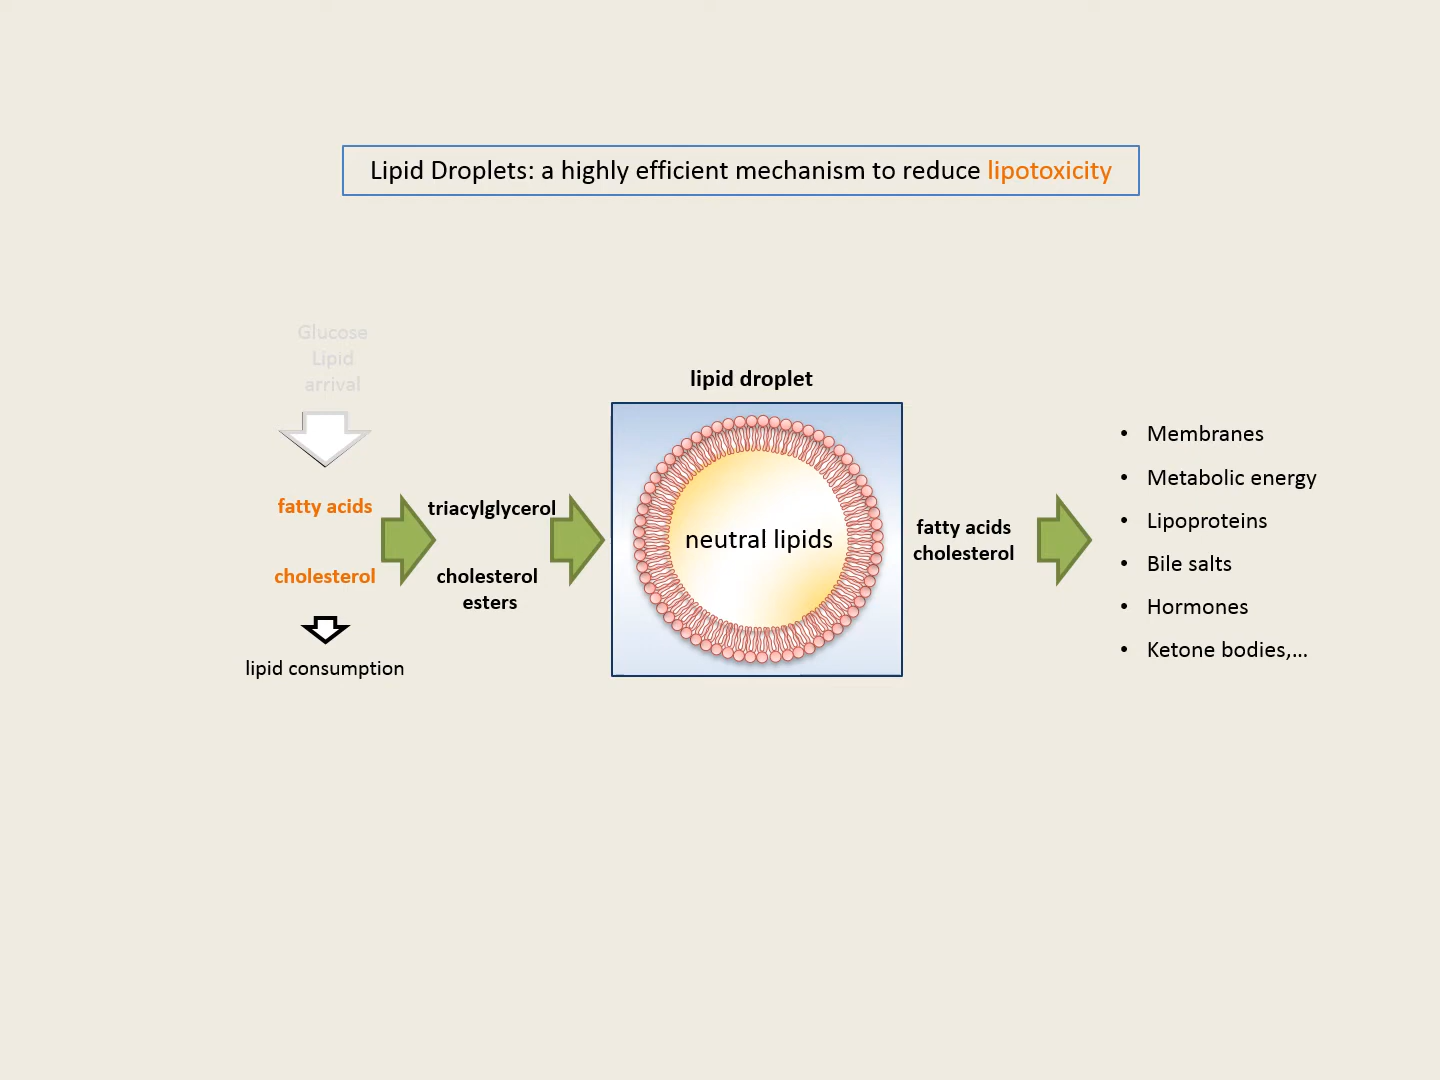 Lipid Droplets: a highly efficient mechanism to reduce lipotoxicity
Glucose
Lipid
arrival
fatty acids
cholesterol
lipid consumption
triacylglycerol
cholesterol
esters
lipid droplet
neutral lipids
fatty acids
cholesterol
• Membranes
• Metabolic energy
• Lipoproteins
• Bile salts
• Hormones
• Ketone bodies,...